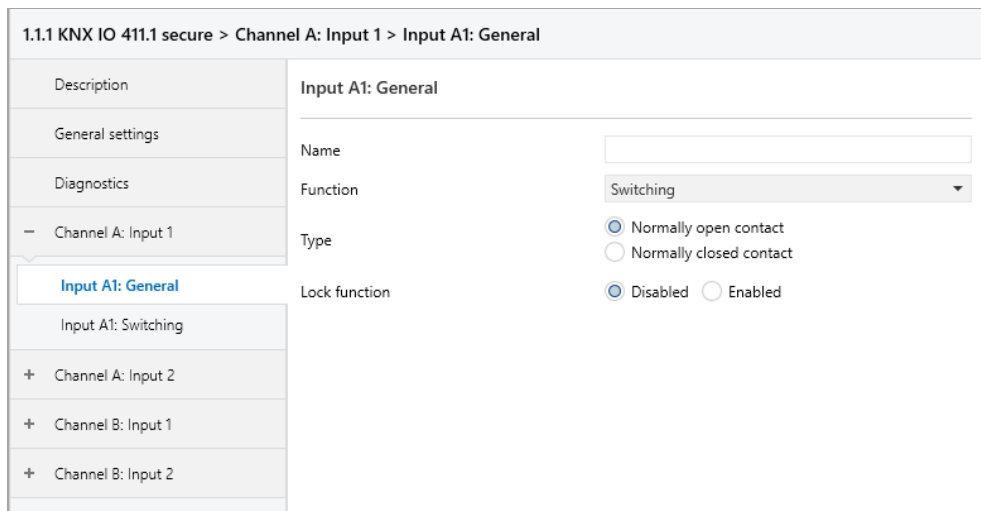 1.1.1 KNX IO 411.1 secure > Channel A: Input 1 > Input A1: General
Description
General settings
Diagnostics
− Channel A: Input 1
Input A1: General
Input A1: Switching
+ Channel A: Input 2
+ Channel B: Input 1
+ Channel B: Input 2
Input A1: General
Name
Function Switching
Type Normally open contact
Normally closed contact
Lock function Disabled Enabled